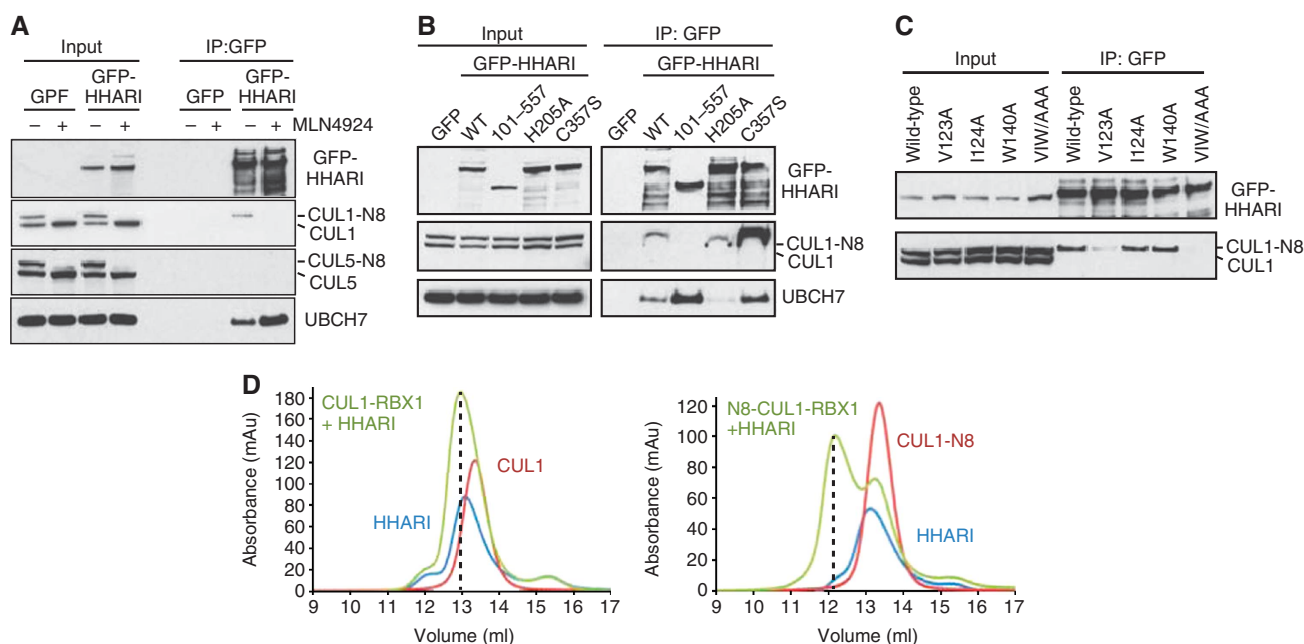 A
Input
IP:GFP
GPF
GFP-
HHARI
GFP
GFP-
HHARI
– + – + – + – + MLN4924
GFP-
HHARI
CUL1-N8
CUL1
CUL5-N8
CUL5
UBCH7
B
Input
IP: GFP
GFP-HHARI
GFP-HHARI
GFP WT 101–557 H205A C357S
GFP WT 101–557 H205A C357S
GFP-
HHARI
CUL1-N8
CUL1
UBCH7
C
Input
IP: GFP
Wild-type V123A I124A W140A VIW/AAA
Wild-type V123A I124A W140A VIW/AAA
GFP-
HHARI
CUL1-N8
CUL1
D
Absorbance (mAu)
180
160
140
120
100
80
60
40
20
0
CUL1-RBX1
+ HHARI
CUL1
HHARI
9 10 11 12 13 14 15 16 17
Volume (ml)
Absorbance (mAu)
120
100
80
60
40
20
0
N8-CUL1-RBX1
+HHARI
CUL1-N8
HHARI
9 10 11 12 13 14 15 16 17
Volume (ml)